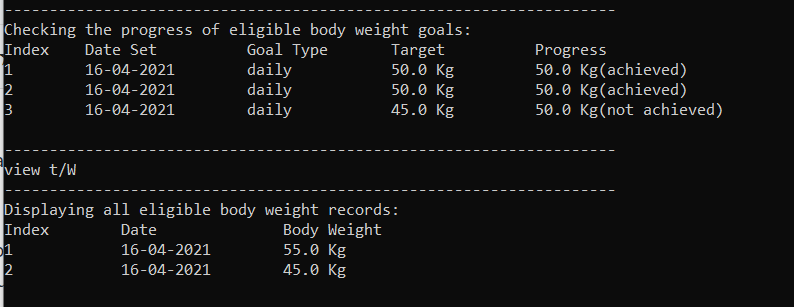 --------------------------------------------------------------------
Checking the progress of eligible body weight goals:
Index    Date Set          Goal Type       Target          Progress
1        16-04-2021        daily           50.0 Kg         50.0 Kg(achieved)
2        16-04-2021        daily           50.0 Kg         50.0 Kg(achieved)
3        16-04-2021        daily           45.0 Kg         50.0 Kg(not achieved)
--------------------------------------------------------------------
view t/W
--------------------------------------------------------------------
Displaying all eligible body weight records:
Index        Date              Body Weight
1            16-04-2021        55.0 Kg
2            16-04-2021        45.0 Kg